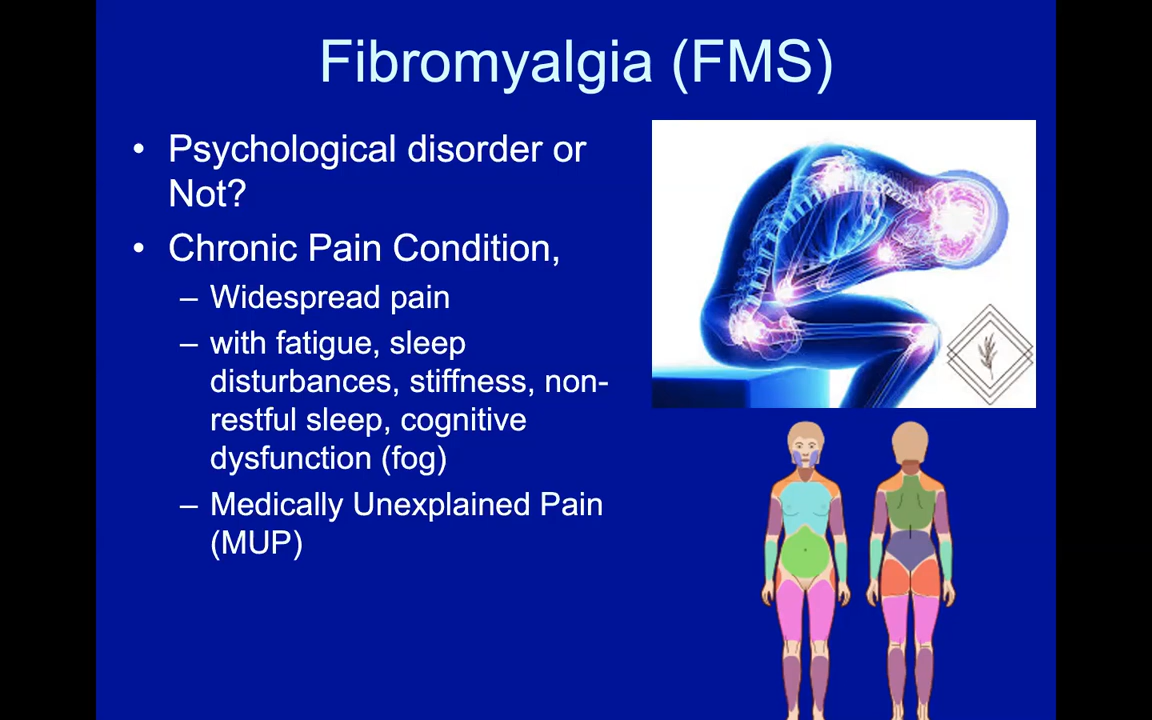 Fibromyalgia (FMS)
• Psychological disorder or
Not?
• Chronic Pain Condition,
– Widespread pain
– with fatigue, sleep
disturbances, stiffness, non-
restful sleep, cognitive
dysfunction (fog)
– Medically Unexplained Pain
(MUP)